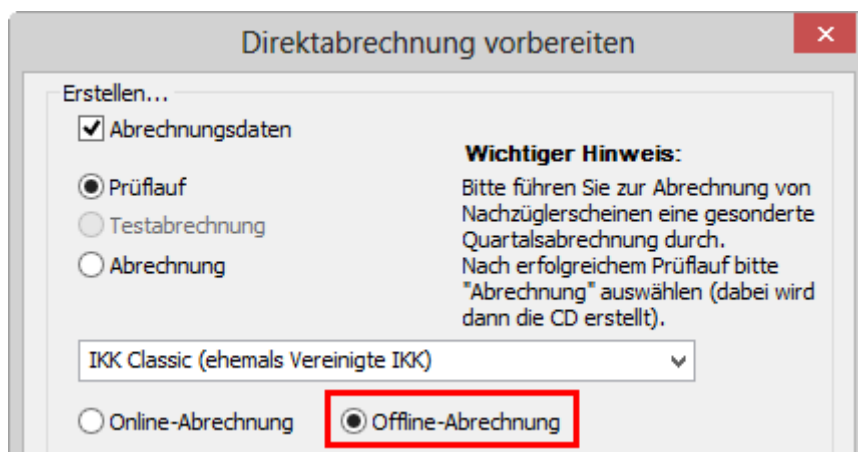 Direktabrechnung vorbereiten
Erstellen...
Abrechnungsdaten
Prüflauf
Testabrechnung
Abrechnung
Wichtiger Hinweis:
Bitte führen Sie zur Abrechnung von
Nachzüglerscheinen eine gesonderte
Quartalsabrechnung durch.
Nach erfolgreichem Prüflauf bitte
"Abrechnung" auswählen (dabei wird
dann die CD erstellt).
IKK Classic (ehemals Vereinigte IKK)
Online-Abrechnung Offline-Abrechnung